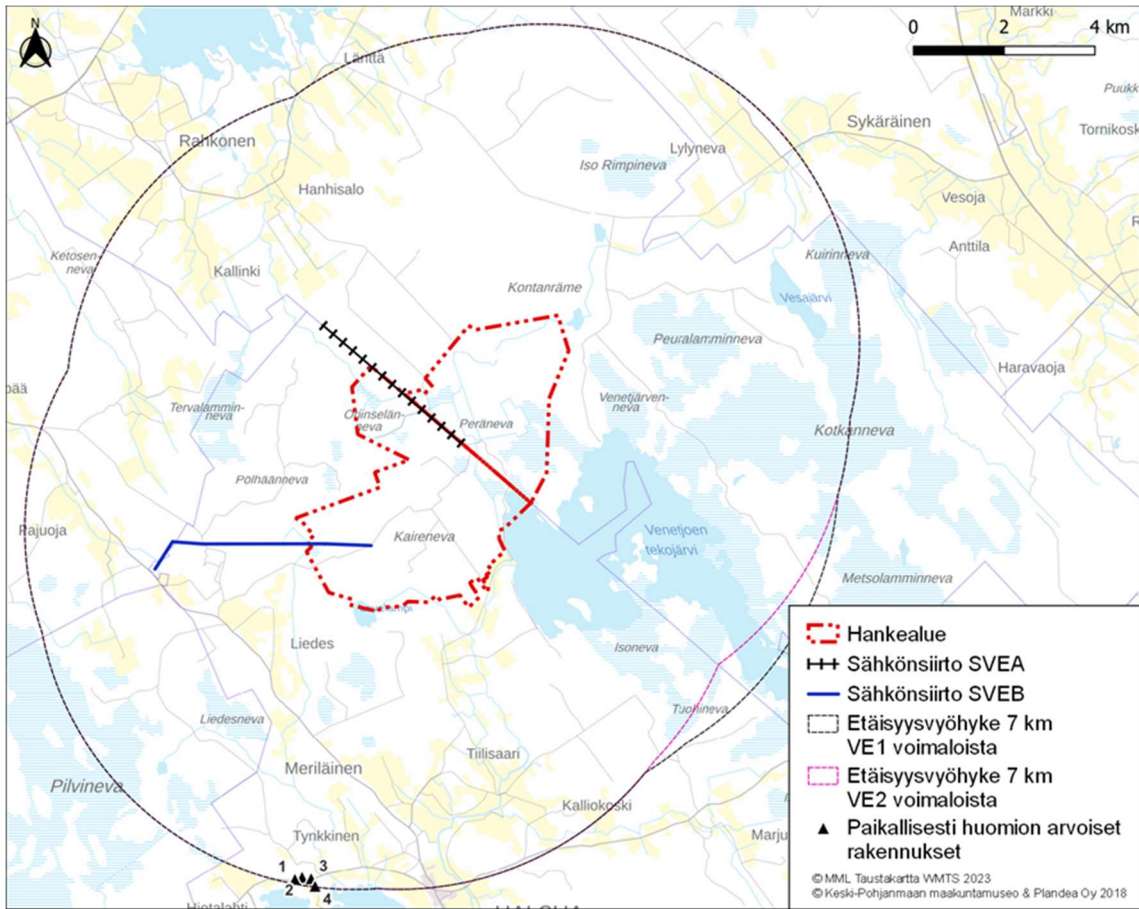 N
0 2 4 km
Markki
Länttä
Puukk
Rahkonen
Sykäräinen
Tornikosk
Lylyneva
Iso Rimpineva
Hanhisalo
Vesoja
R
Anttila
Ketosen-
neva
Kuirinneva
Kallinki
Kontanräme
Vesajärvi
Peuralamminneva
Haravaoja
pää
Venetjärven-
neva
Tervalammin-
neva
Peräneva
Kotkanneva
Pölhäänneva
Rajuoja
Kaireneva
Venetjoen
tekojärvi
Metsolamminneva
Liedes
Isoneva
Liedesneva
Tuohineva
Tiilisaari
Meriläinen
Pilvineva
Kalliokoski
Tynkkinen
Marju
1 3
2 4
Hietalahti
Hankealue
Sähkönsiirto SVEA
Sähkönsiirto SVEB
Etäisyysvyöhyke 7 km
VE1 voimaloista
Etäisyysvyöhyke 7 km
VE2 voimaloista
Paikallisesti huomion arvoiset
rakennukset
© MML Taustakartta WMTS 2023
© Keski-Pohjanmaan maakuntamuseo & Plandea Oy 2018